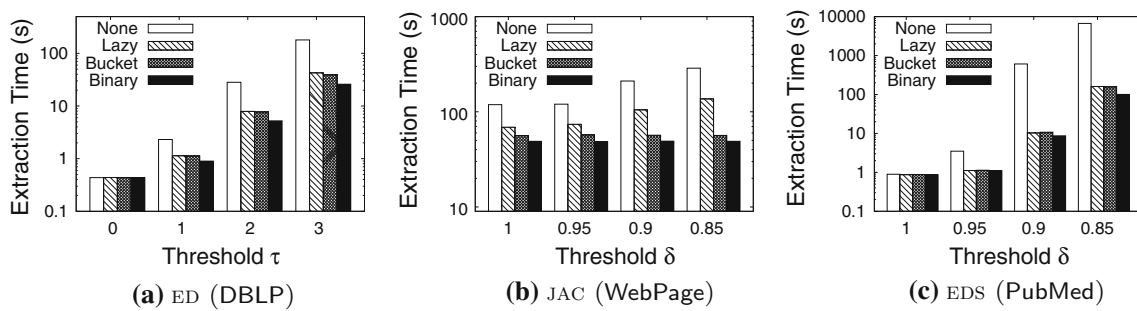 None
Lazy
Bucket
Binary
Extraction Time (s)
100
10
1
0.1
0 1 2 3
Threshold τ
(a) ED (DBLP)
None
Lazy
Bucket
Binary
Extraction Time (s)
1000
100
10
1 0.95 0.9 0.85
Threshold δ
(b) JAC (WebPage)
None
Lazy
Bucket
Binary
Extraction Time (s)
10000
1000
100
10
1
0.1
1 0.95 0.9 0.85
Threshold δ
(c) EDS (PubMed)